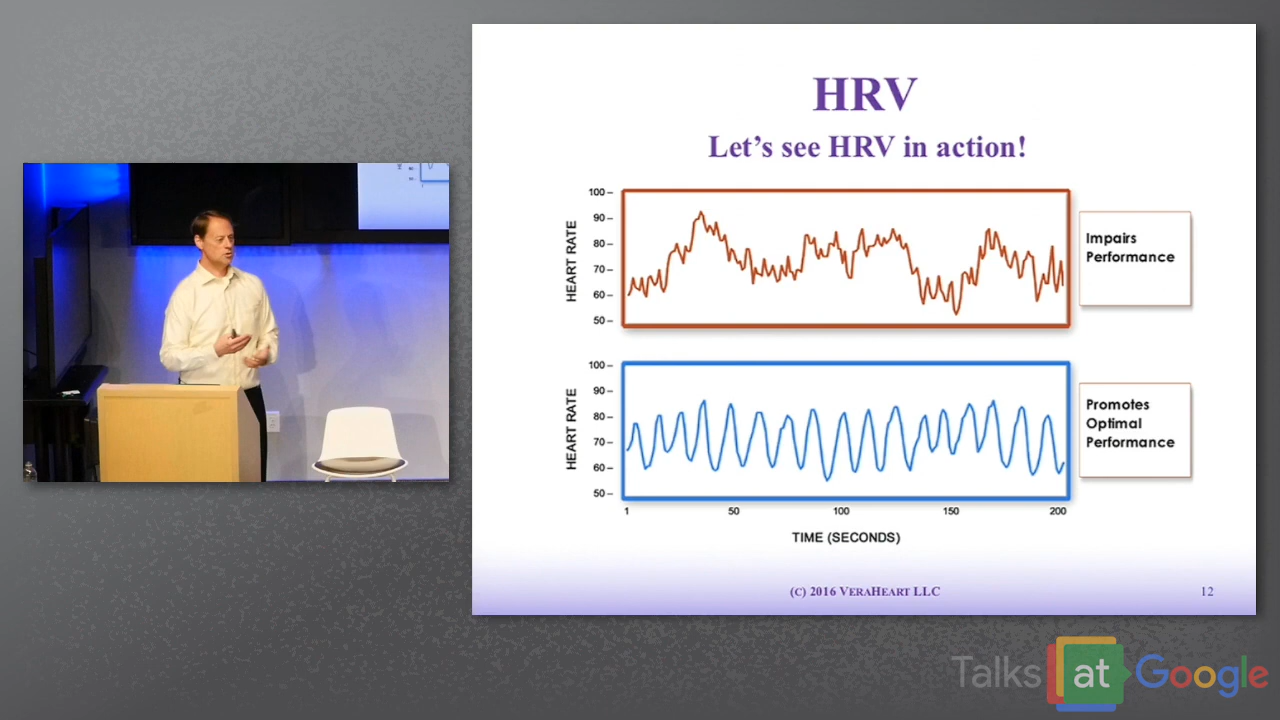 HRV
Let's see HRV in action!
100
90
80
70
60
50
HEART RATE
Impairs
Performance
100
90
80
70
60
50
HEART RATE
Promotes
Optimal
Performance
1 50 100 150 200
TIME (SECONDS)
(C) 2016 VERAHEART LLC
12
Talks at Google